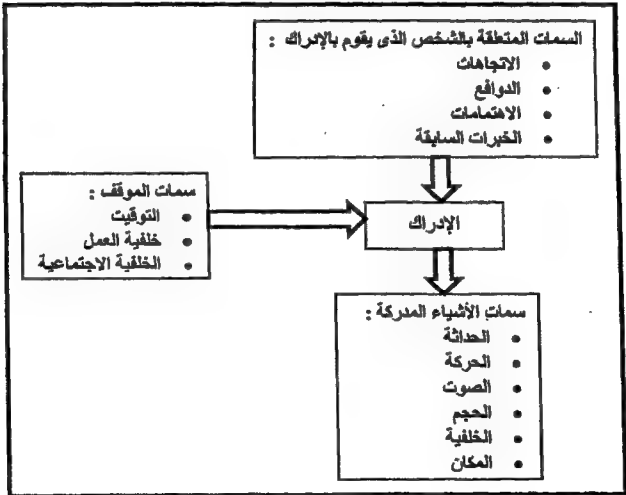 السمات المتعلقة بالشخص الذى يقوم بالإدراك :
• الاتجاهات
• الدوافع
• الاهتمامات
• الخبرات السابقة
سمات الموقف :
• التوقيت
• خلفية العمل
• الخلفية الاجتماعية
الإدراك
سمات الأشياء المدركة :
• الحداثة
• الحركة
• الصوت
• الحجم
• الخلفية
• المكان